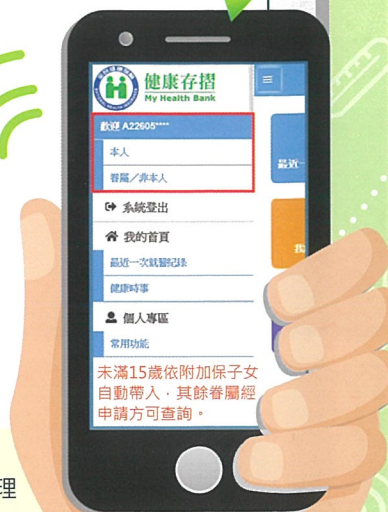 健康存摺
My Health Bank
歡迎 A22605****
本人
眷屬／非本人
系統登出
我的首頁
最近一次就醫紀錄
健康時事
個人專區
常用功能
未滿15歲依附加保子女
自動帶入，其餘眷屬經
申請方可查詢。
最近一
我
理